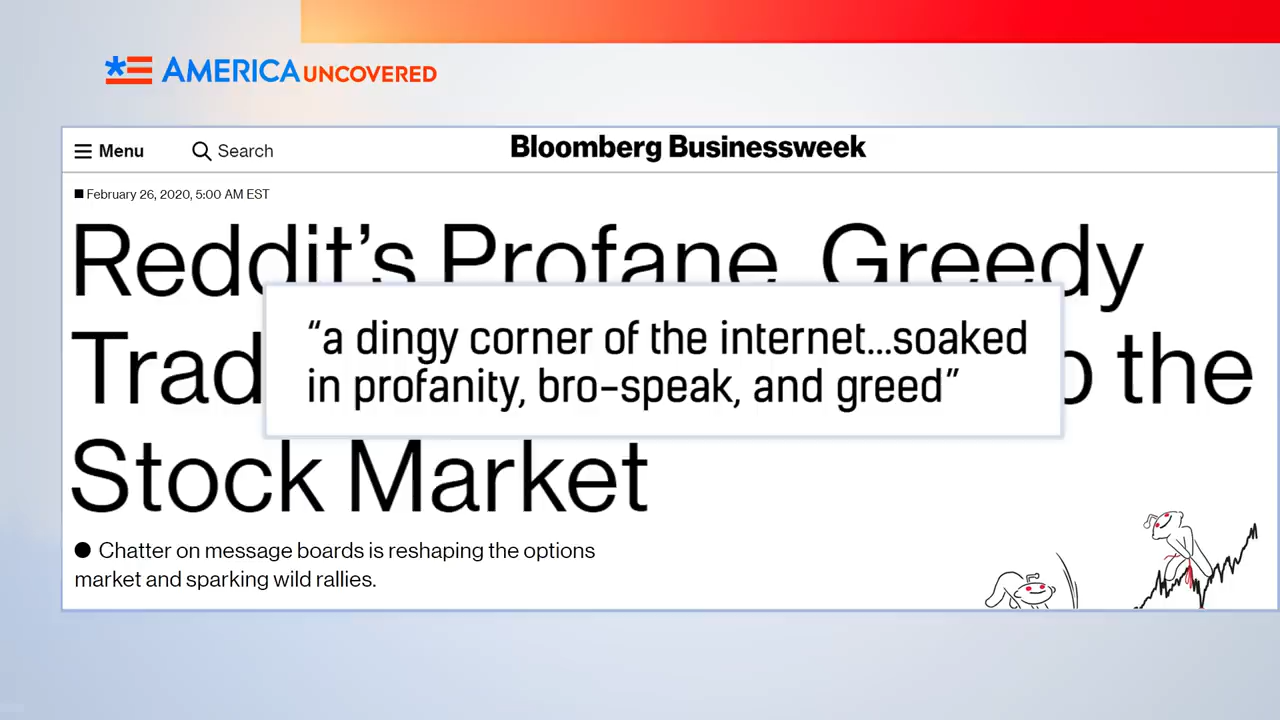 AMERICA UNCOVERED
Menu
Search
Bloomberg Businessweek
February 26, 2020, 5:00 AM EST
Reddit's Profane, Greedy
“a dingy corner of the internet...soaked
in profanity, bro-speak, and greed”
Trad the
Stock Market
Chatter on message boards is reshaping the options
market and sparking wild rallies.